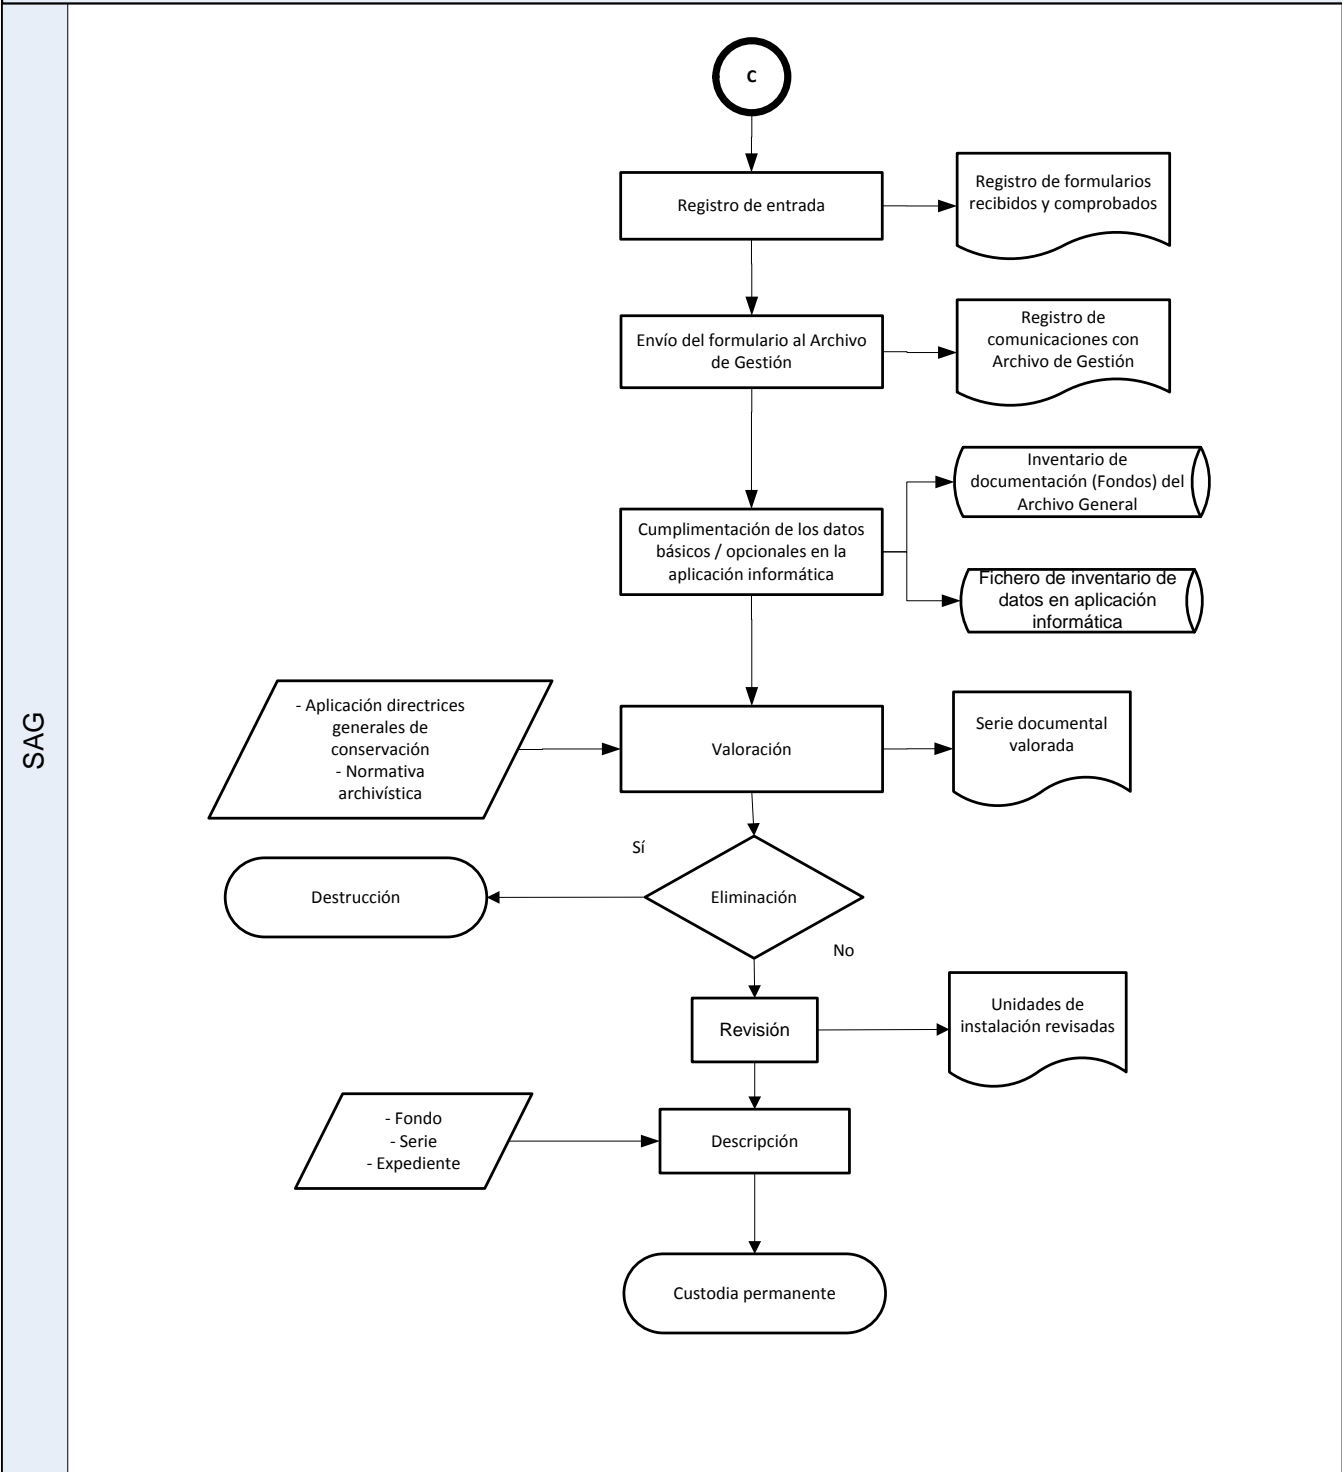 SAG
C
Registro de entrada
Registro de formularios
recibidos y comprobados
Envío del formulario al Archivo
de Gestión
Registro de
comunicaciones con
Archivo de Gestión
Cumplimentación de los datos
básicos / opcionales en la
aplicación informática
Inventario de
documentación (Fondos) del
Archivo General
Fichero de inventario de
datos en aplicación
informática
- Aplicación directrices
generales de
conservación
- Normativa
archivística
Valoración
Serie documental
valorada
Sí
Destrucción
Eliminación
No
Revisión
Unidades de
instalación revisadas
- Fondo
- Serie
- Expediente
Descripción
Custodia permanente